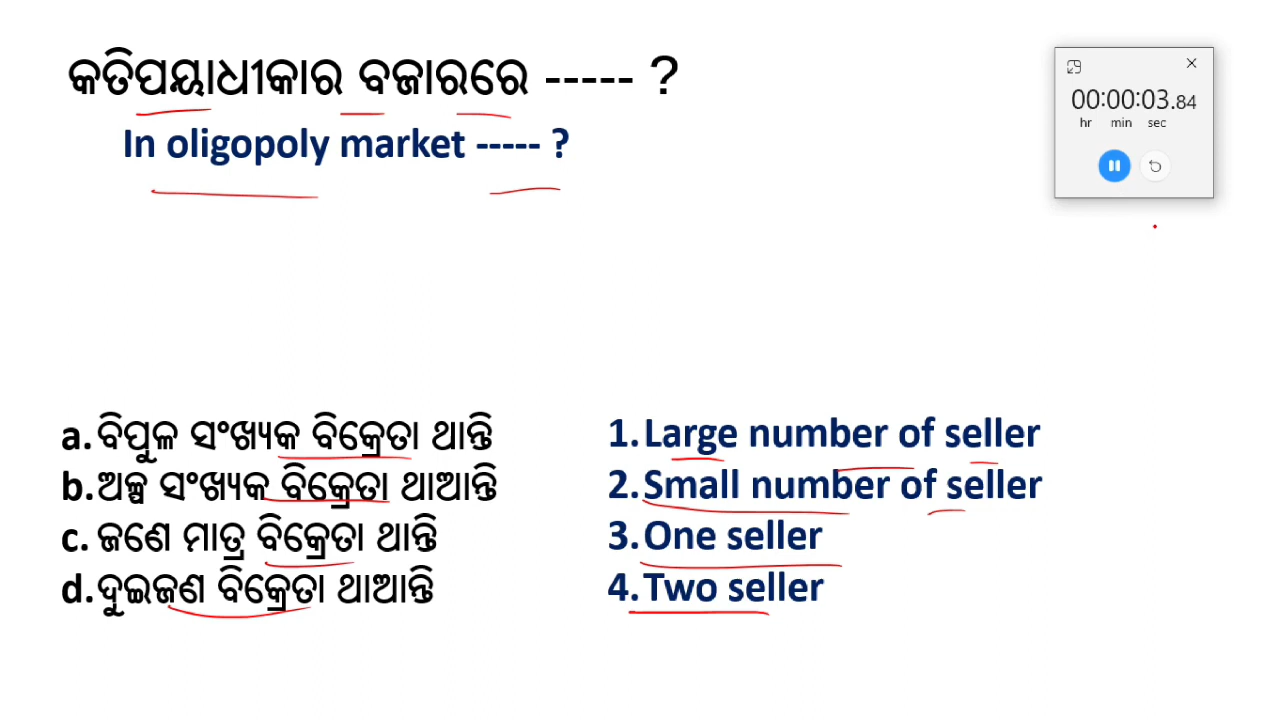 କତିପୟାଧୀକାର ବଜାରରେ ----- ?
In oligopoly market ----- ?
00:00:03.84
hr min sec
a. ବିପୁଳ ସଂଖ୍ୟକ ବିକ୍ରେତା ଥାନ୍ତି
b. ଅଳ୍ପ ସଂଖ୍ୟକ ବିକ୍ରେତା ଥାଆନ୍ତି
c. ଜଣେ ମାତ୍ର ବିକ୍ରେତା ଥାନ୍ତି
d. ଦୁଇଜଣ ବିକ୍ରେତା ଥାଆନ୍ତି
1. Large number of seller
2. Small number of seller
3. One seller
4. Two seller